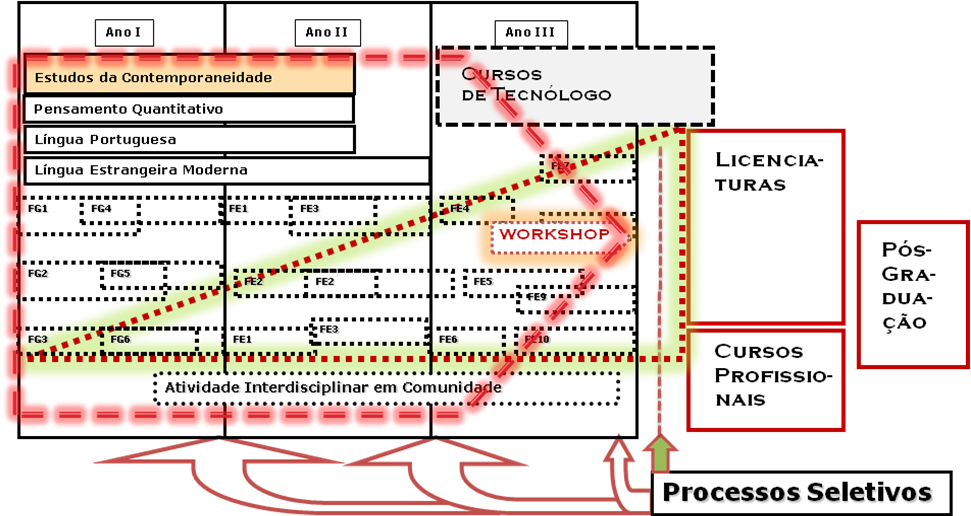 Ano I
Ano II
Ano III
Estudos da Contemporaneidade
Pensamento Quantitativo
Língua Portuguesa
Língua Estrangeira Moderna
Cursos
de Tecnólogo
Licencia-
turas
Pós-
Gra-
dua-
ção
Cursos
Profissio-
nais
FE7
FG1
FG4
FE1
FE3
FE4
WORKSHOP
FG2
FG5
FE2
FE2
FE5
FE9
FG3
FG6
FE1
FE3
FE6
FE10
Atividade Interdisciplinar em Comunidade
Processos Seletivos